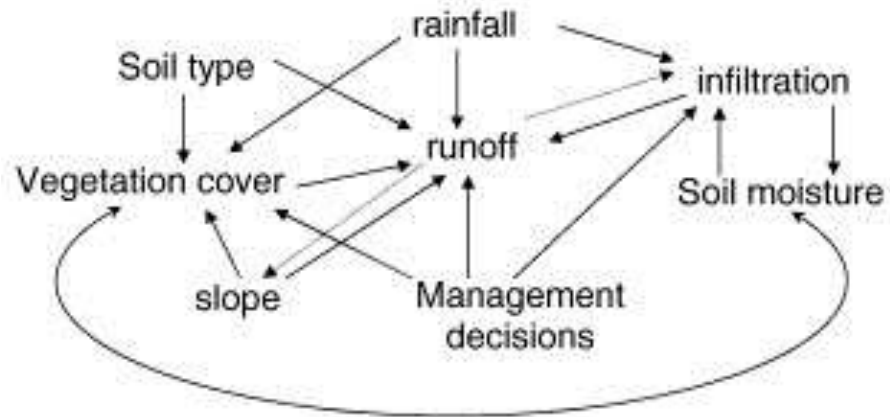 rainfall
Soil type
infiltration
runoff
Vegetation cover
Soil moisture
slope
Management
decisions